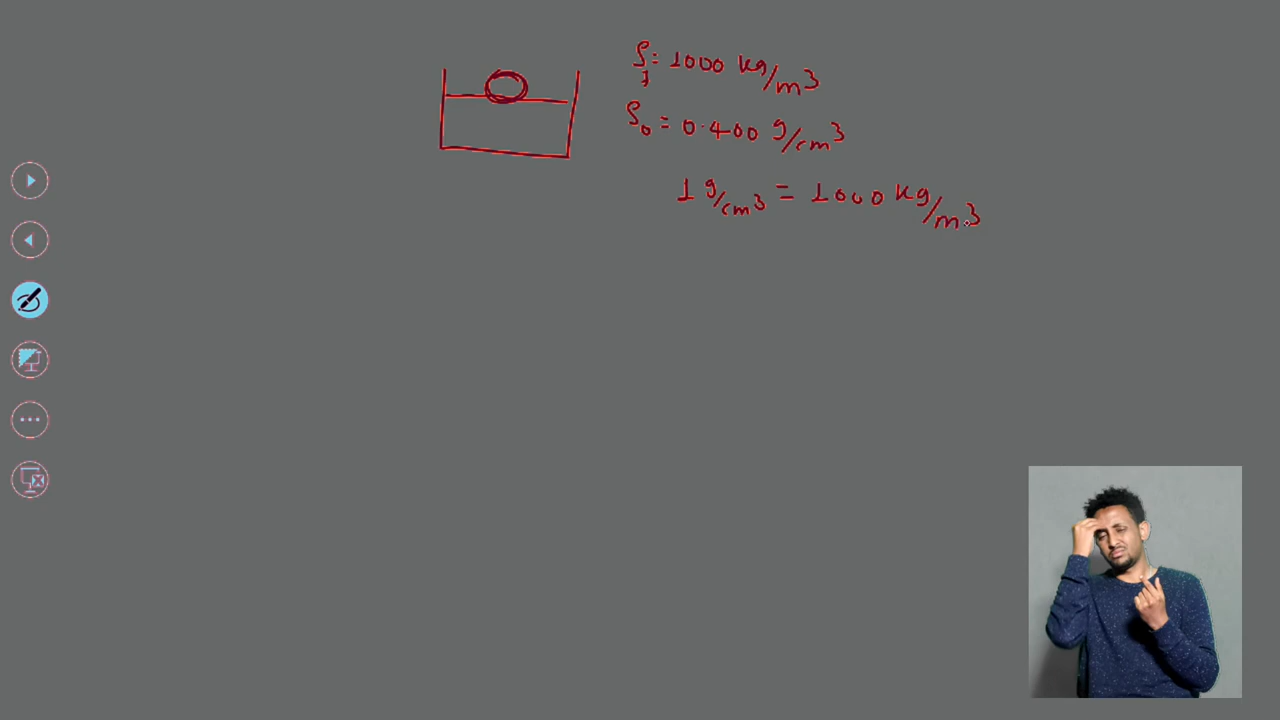 ρf = 1000 kg/m3
ρo = 0.400 g/cm3
1 g/cm3 = 1000 kg/m3